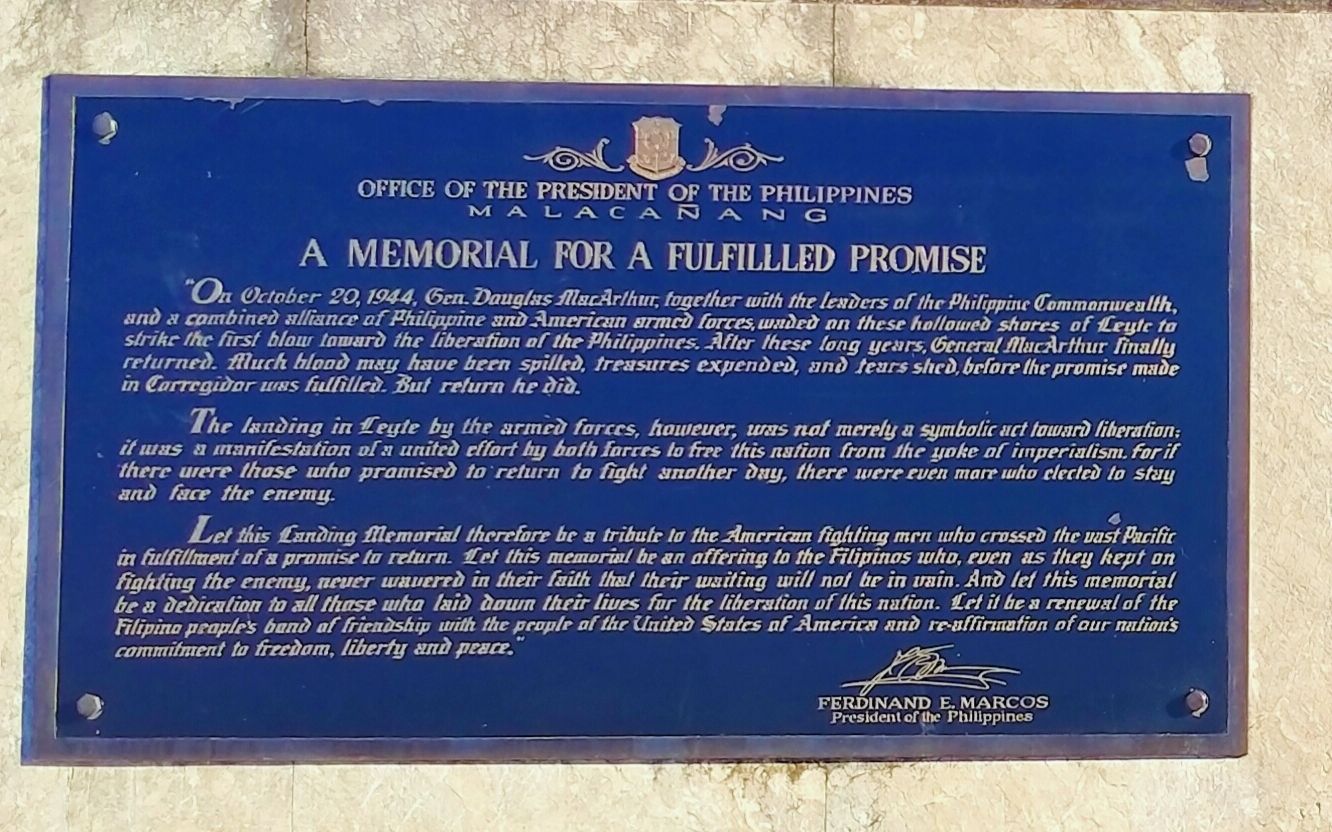 OFFICE OF THE PRESIDENT OF THE PHILIPPINES
MALACAÑANG
A MEMORIAL FOR A FULFILLLED PROMISE
"On October 20, 1944, Gen. Douglas MacArthur, together with the leaders of the Philippine Commonwealth,
and a combined alliance of Philippine and American armed forces, waded on these hollowed shores of Leyte to
strike the first blow toward the liberation of the Philippines. After these long years, General MacArthur finally
returned. Much blood may have been spilled, treasures expended, and tears shed, before the promise made
in Corregidor was fulfilled. But return he did.
The landing in Leyte by the armed forces, however, was not merely a symbolic act toward liberation;
it was a manifestation of a united effort by both forces to free this nation from the yoke of imperialism. For if
there were those who promised to return to fight another day, there were even more who elected to stay
and face the enemy.
Let this Landing Memorial therefore be a tribute to the American fighting men who crossed the vast Pacific
in fulfillment of a promise to return. Let this memorial be an offering to the Filipinos who, even as they kept on
fighting the enemy, never wavered in their faith that their waiting will not be in vain. And let this memorial
be a dedication to all those who laid down their lives for the liberation of this nation. Let it be a renewal of the
Filipino people's bond of friendship with the people of the United States of America and re-affirmation of our nation's
commitment to freedom, liberty and peace."
FERDINAND E. MARCOS
President of the Philippines